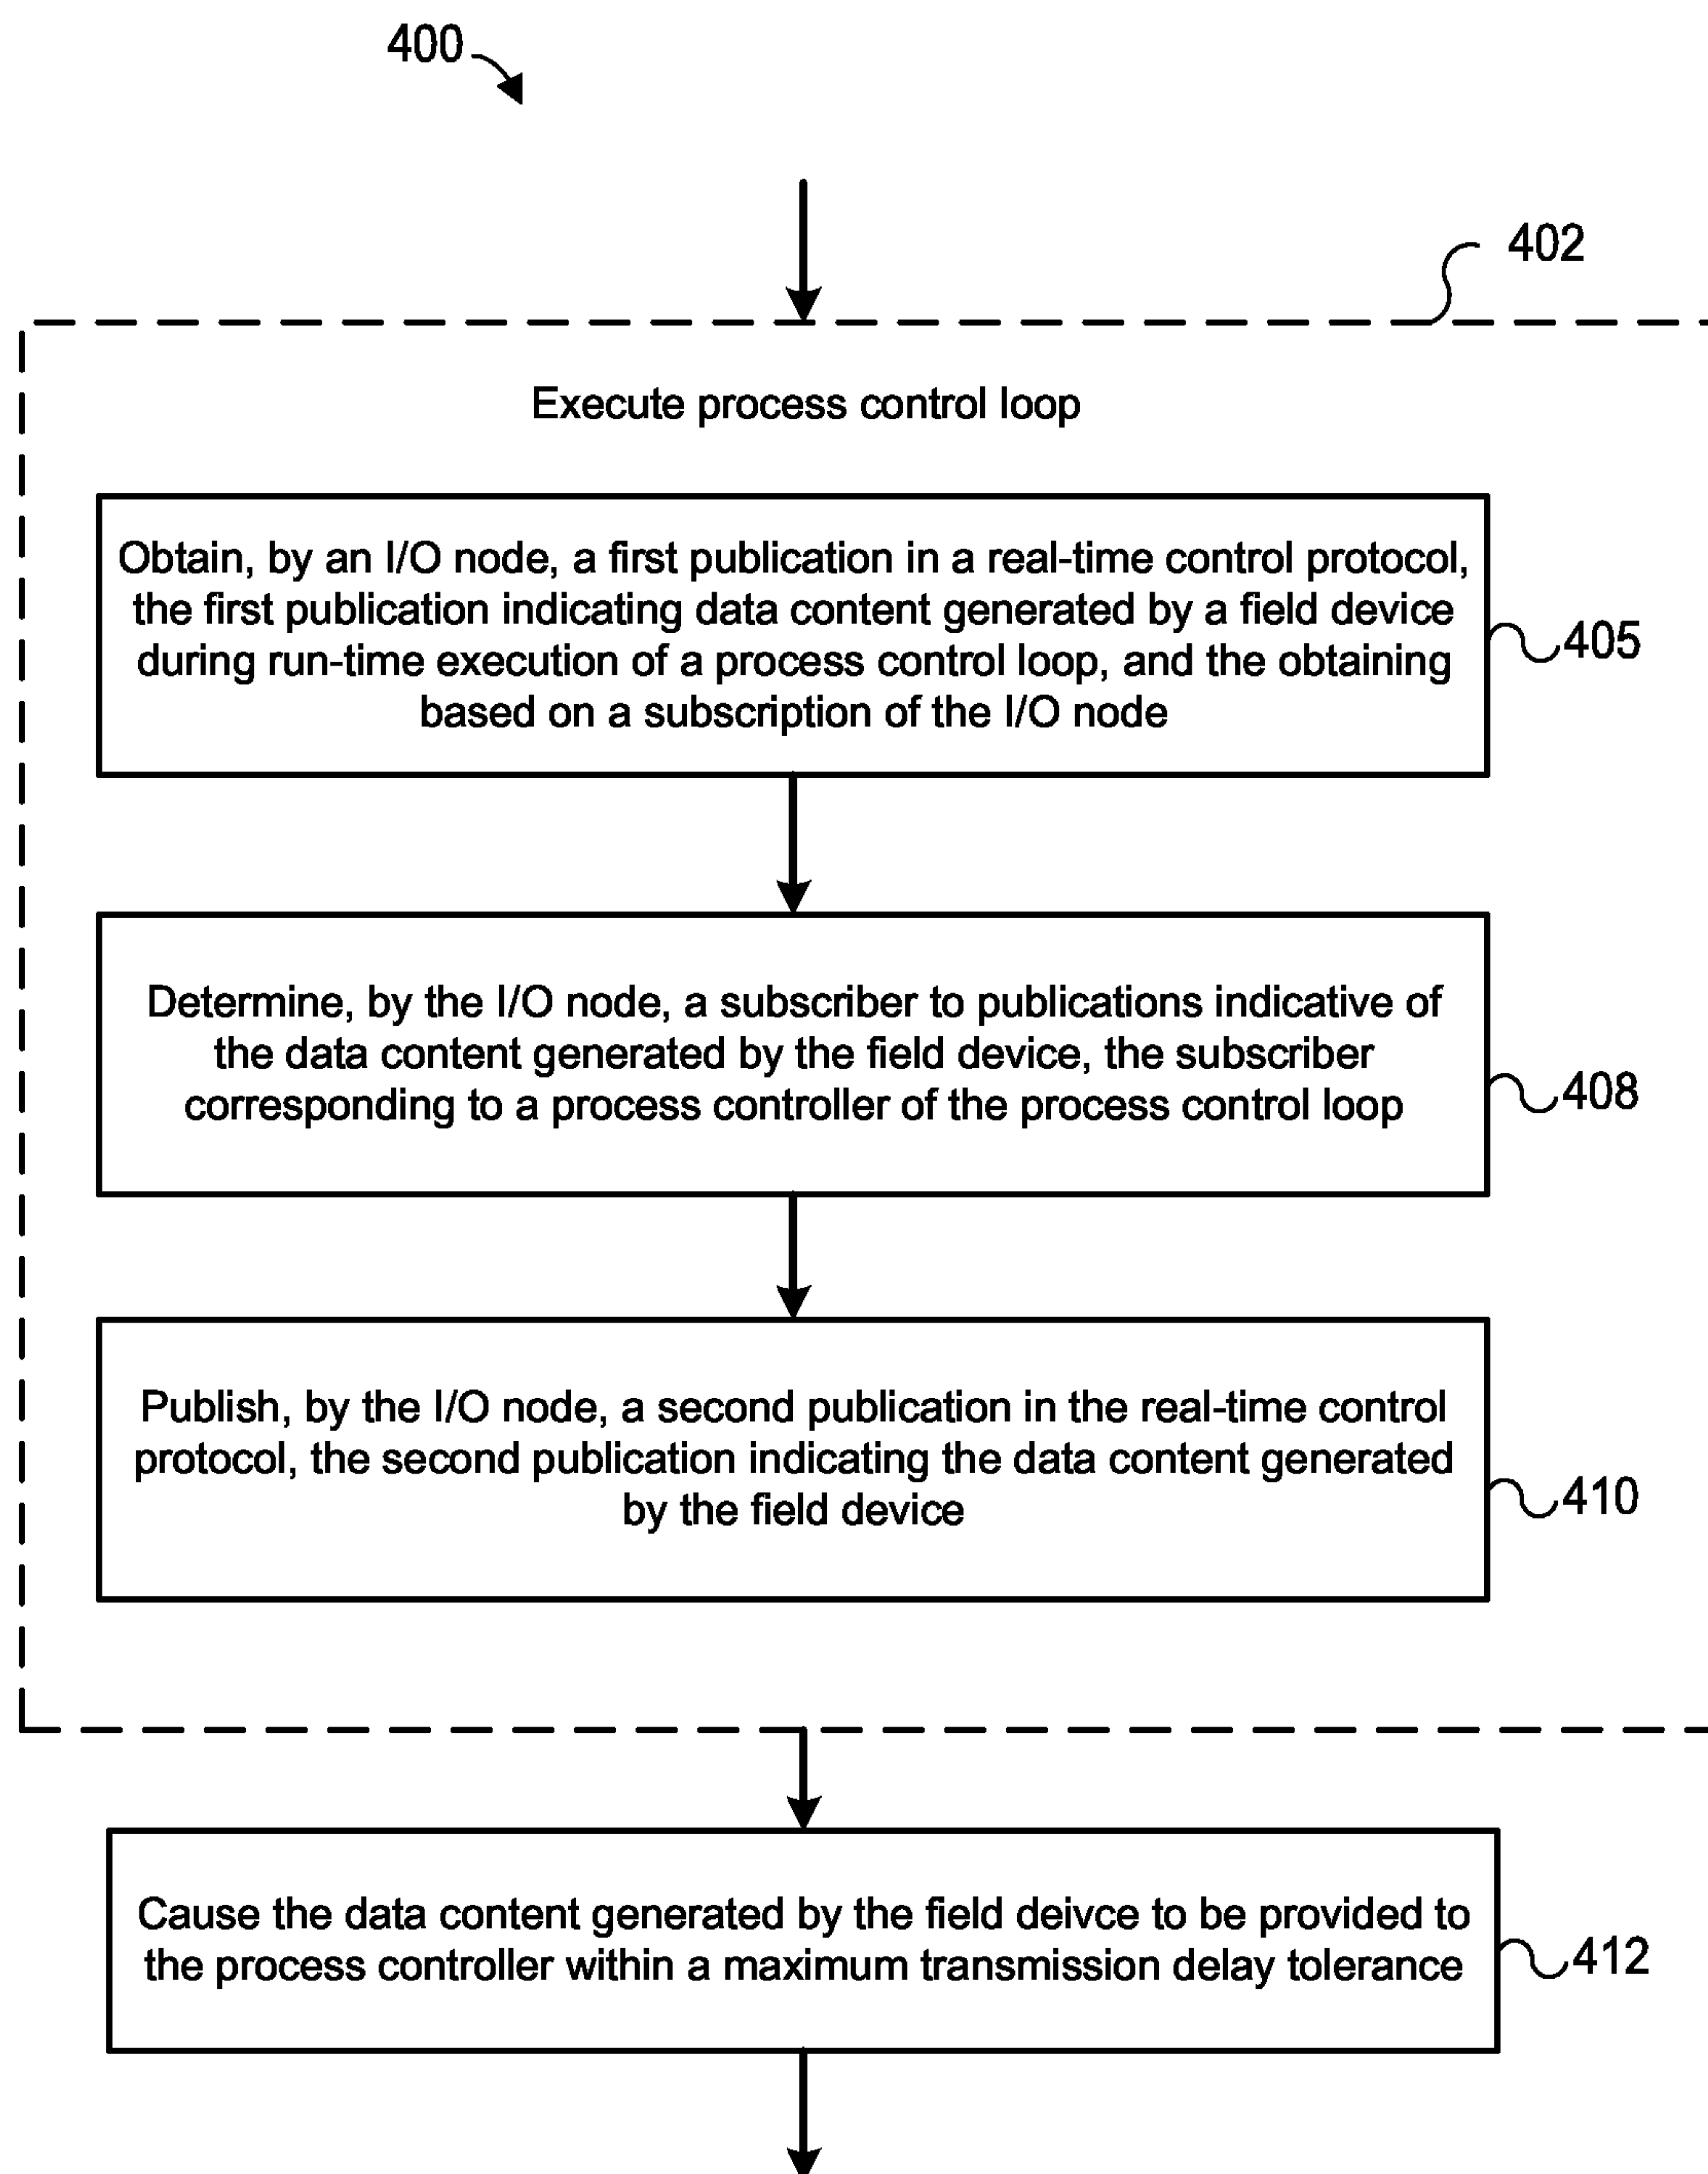 400
402
Execute process control loop
Obtain, by an I/O node, a first publication in a real-time control protocol,
the first publication indicating data content generated by a field device
during run-time execution of a process control loop, and the obtaining
based on a subscription of the I/O node
405
Determine, by the I/O node, a subscriber to publications indicative of
the data content generated by the field device, the subscriber
corresponding to a process controller of the process control loop
408
Publish, by the I/O node, a second publication in the real-time control
protocol, the second publication indicating the data content generated
by the field device
410
Cause the data content generated by the field deivce to be provided to
the process controller within a maximum transmission delay tolerance
412